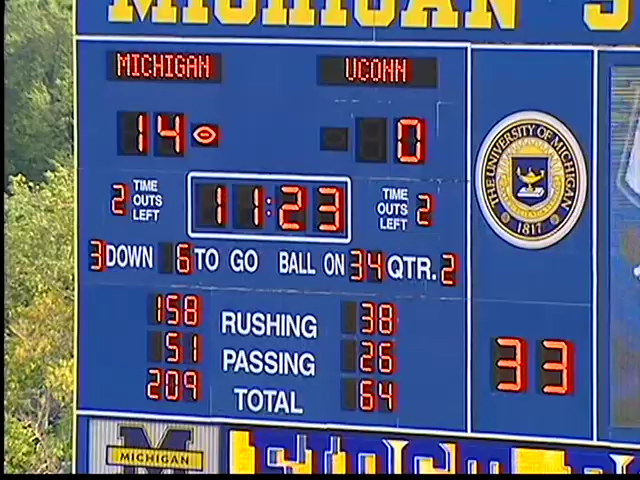 MICHIGAN S
MICHIGAN UCONN
14 0
2 TIME OUTS LEFT 11:23 TIME OUTS LEFT 2
3 DOWN 6 TO GO BALL ON 34 QTR. 2
158 RUSHING 38
51 PASSING 26
209 TOTAL 64
THE UNIVERSITY OF MICHIGAN
1817
33
MICHIGAN